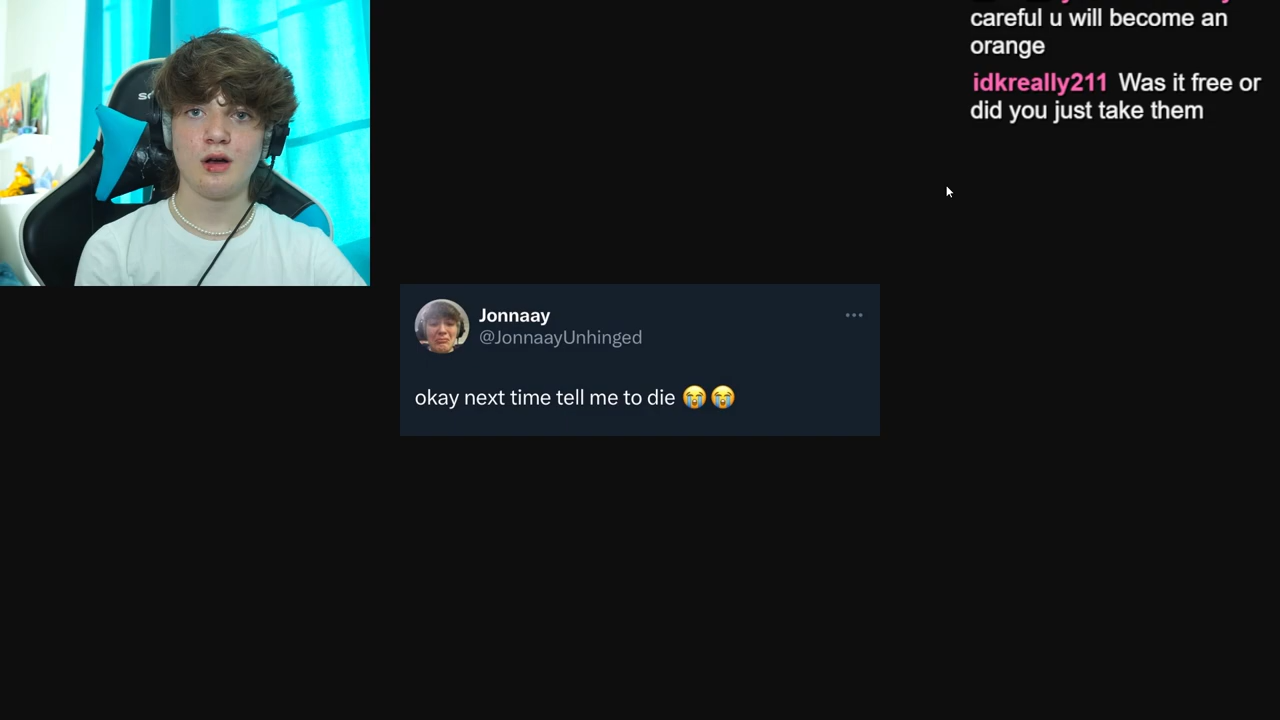 careful u will become an
orange
idkreally211 Was it free or
did you just take them
Jonnaay
@JonnaayUnhinged
okay next time tell me to die 😭😭